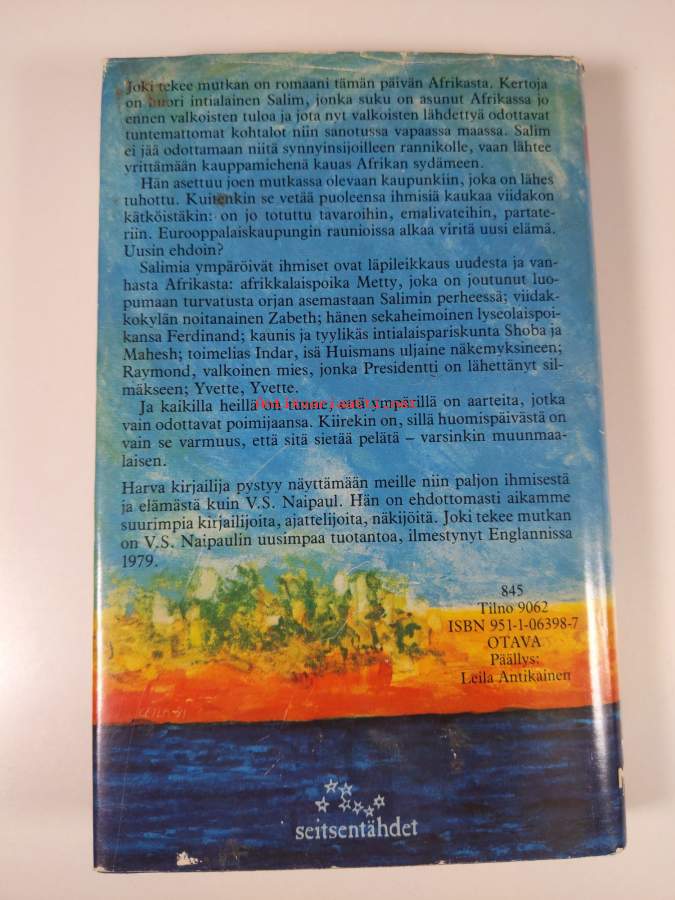 Joki tekee mutkan on romaani tämän päivän Afrikasta. Kertoja
on nuori intialainen Salim, jonka suku on asunut Afrikassa jo
ennen valkoisten tuloa ja jota nyt valkoisten lähdettyä odottavat
tuntemattomat kohtalot niin sanotussa vapaassa maassa. Salim
ei jää odottamaan niitä synnyinsijoilleen rannikolle, vaan lähtee
yrittämään kauppamiehenä kauas Afrikan sydämeen.
Hän asettuu joen mutkassa olevaan kaupunkiin, joka on lähes
tuhottu. Kuitenkin se vetää puoleensa ihmisiä kaukaa viidakon
kätköistäkin: on jo totuttu tavaroihin, emalivateihin, partate-
riin. Eurooppalaiskaupungin raunioissa alkaa viritä uusi elämä.
Uusin ehdoin?
Salimia ympäröivät ihmiset ovat läpileikkaus uudesta ja van-
hasta Afrikasta: afrikkalaispoika Metty, joka on joutunut luo-
pumaan turvatusta orjan asemastaan Salimin perheessä; viidak-
kokylän noitanainen Zabeth; hänen sekaheimoinen lyseolaispoi-
kansa Ferdinand; kaunis ja tyylikäs intialaispariskunta Shoba ja
Mahesh; toimelias Indar, isä Huismans uljaine näkemyksineen;
Raymond, valkoinen mies, jonka Presidentti on lähettänyt sil-
mäkseen; Yvette, Yvette.
Ja kaikilla heillä on tunne, että ympärillä on aarteita, jotka
vain odottavat poimijaansa. Kiirekin on, sillä huomispäivästä on
vain se varmuus, että sitä sietää pelätä – varsinkin muunmaa-
laisen.
Harva kirjailija pystyy näyttämään meille niin paljon ihmisestä
ja elämästä kuin V.S. Naipaul. Hän on ehdottomasti aikamme
suurimpia kirjailijoita, ajattelijoita, näkijöitä. Joki tekee mutkan
on V.S. Naipaulin uusimpaa tuotantoa, ilmestynyt Englannissa
1979.
845
Tilno 9062
ISBN 951-1-06398-7
OTAVA
Päällys:
Leila Antikainen
seitsentähdet